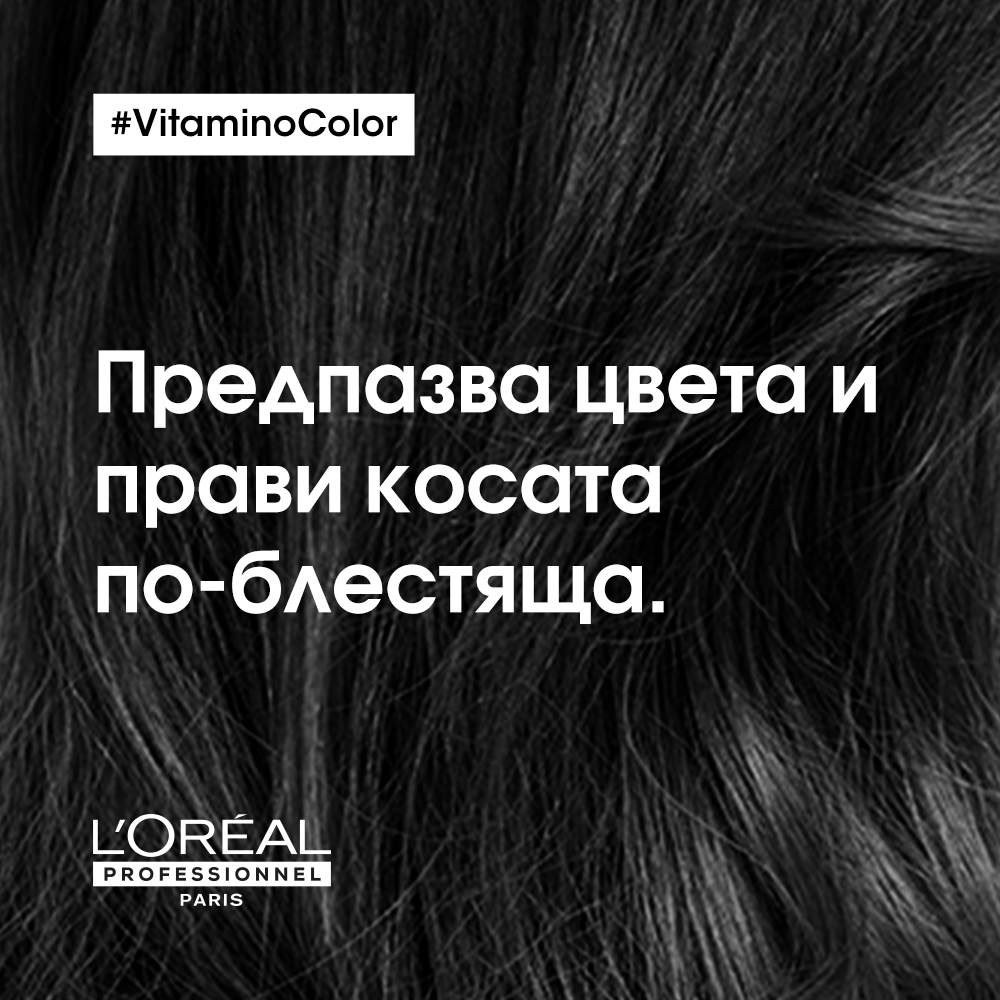 #VitaminoColor
Предпазва цвета и
прави косата
по-блестяща.
L'ORÉAL
PROFESSIONNEL
PARIS